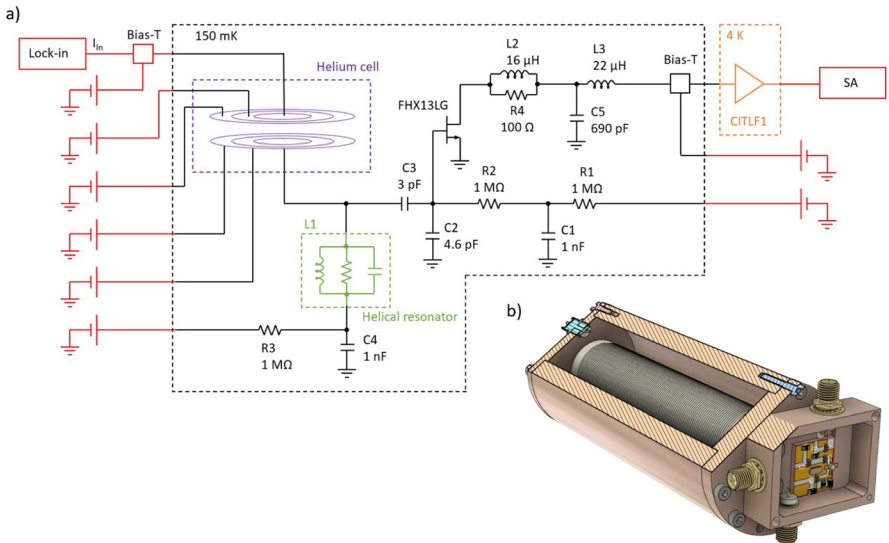 a)
Lock-in
I_in
Bias-T
150 mK
Helium cell
FHX13LG
L2
16 µH
R4
100 Ω
L3
22 µH
C5
690 pF
Bias-T
4 K
CITLF1
SA
C3
3 pF
R2
1 MΩ
R1
1 MΩ
C2
4.6 pF
C1
1 nF
L1
Helical resonator
R3
1 MΩ
C4
1 nF
b)